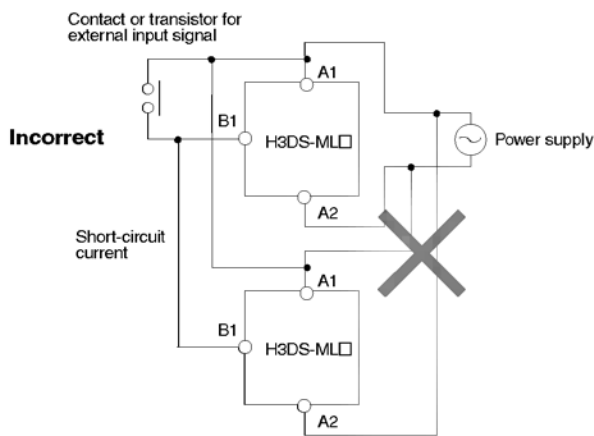 Contact or transistor for
external input signal
A1
B1
Incorrect
H3DS-ML□
Power supply
A2
Short-circuit
current
A1
B1
H3DS-ML□
A2